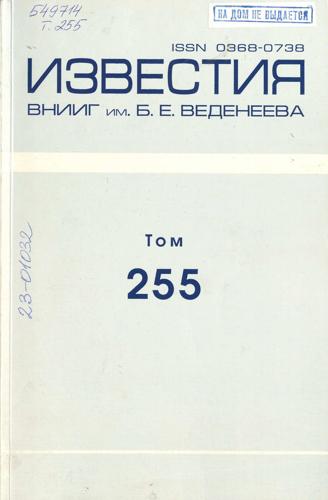 549714
Т. 255
НА ДОМ НЕ ВЫДАЕТСЯ
ISSN 0368-0738
ИЗВЕСТИЯ
ВНИИГ им. Б. Е. ВЕДЕНЕЕВА
Том
255
23-01032